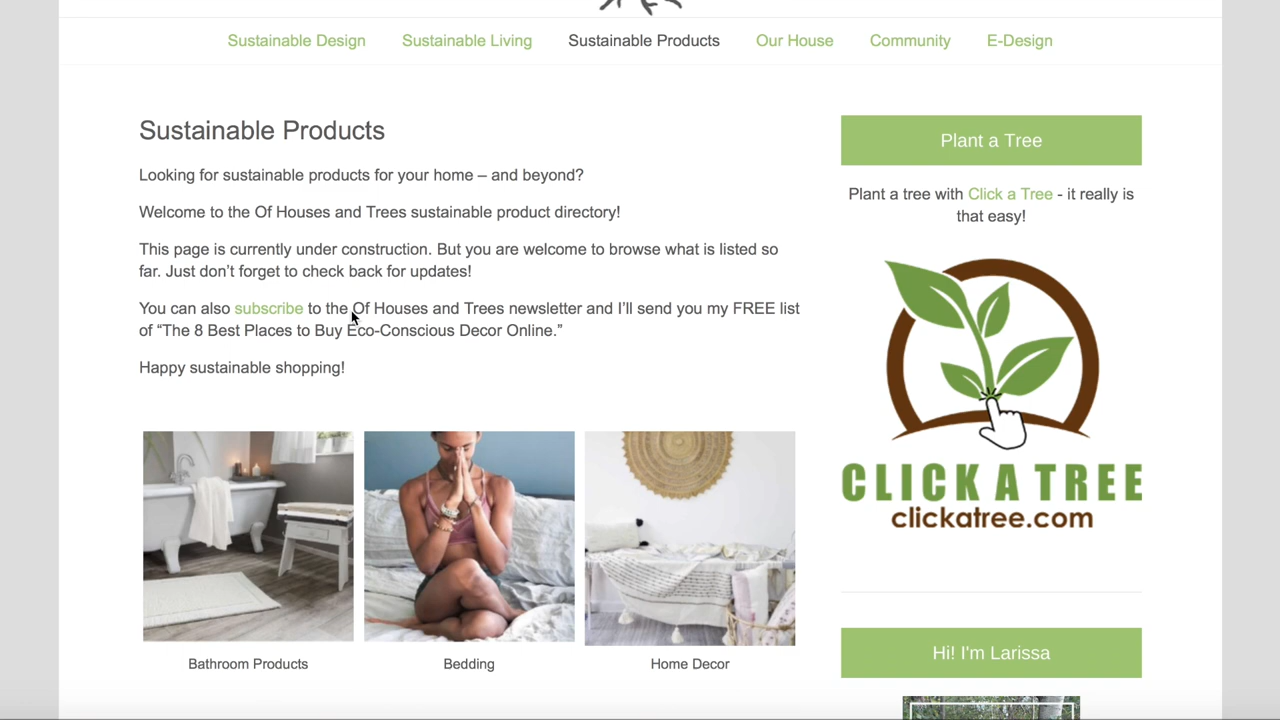 Sustainable Design Sustainable Living Sustainable Products Our House Community E-Design
Sustainable Products
Looking for sustainable products for your home – and beyond?
Welcome to the Of Houses and Trees sustainable product directory!
This page is currently under construction. But you are welcome to browse what is listed so
far. Just don’t forget to check back for updates!
You can also subscribe to the Of Houses and Trees newsletter and I’ll send you my FREE list
of “The 8 Best Places to Buy Eco-Conscious Decor Online.”
Happy sustainable shopping!
Bathroom Products
Bedding
Home Decor
Plant a Tree
Plant a tree with Click a Tree - it really is
that easy!
CLICK A TREE
clickatree.com
Hi! I'm Larissa